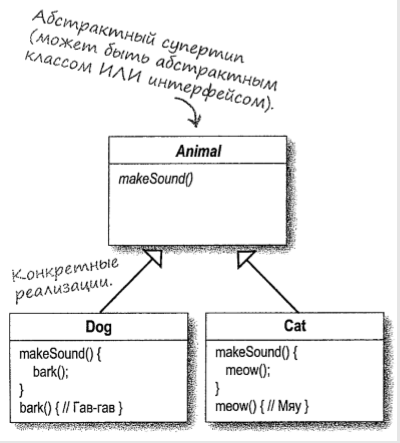 Абстрактный супертип
(может быть абстрактным
классом ИЛИ интерфейсом).
Animal
makeSound()
Конкретные
реализации.
Dog
makeSound() {
bark();
}
bark() { // Гав-гав }
Cat
makeSound() {
meow();
}
meow() { // Мяу }